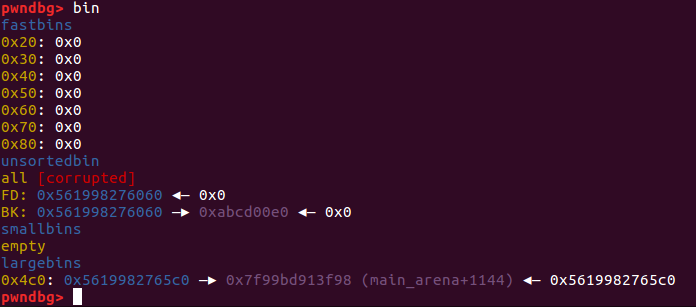 pwndbg> bin
fastbins
0x20: 0x0
0x30: 0x0
0x40: 0x0
0x50: 0x0
0x60: 0x0
0x70: 0x0
0x80: 0x0
unsortedbin
all [corrupted]
FD: 0x561998276060 ◂— 0x0
BK: 0x561998276060 —▸ 0xabcd00e0 ◂— 0x0
smallbins
empty
largebins
0x4c0: 0x5619982765c0 —▸ 0x7f99bd913f98 (main_arena+1144) ◂— 0x5619982765c0
pwndbg>